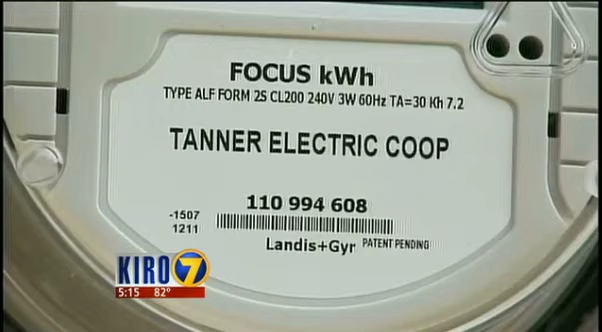 FOCUS kWh
TYPE ALF FORM 2S CL200 240V 3W 60Hz TA=30 Kh 7.2
TANNER ELECTRIC COOP
110 994 608
-1507
1211
Landis+Gyr PATENT PENDING
KIRO 7
5:15 82°